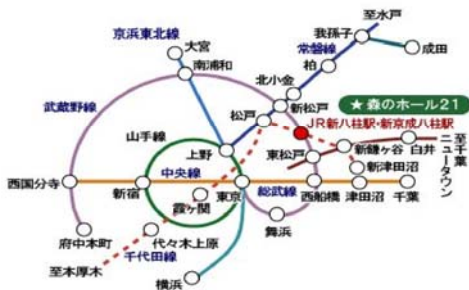 至水戸
京浜東北線
大宮
我孫子
常磐線
成田
南浦和
柏
北小金
武蔵野線
新松戸
松戸
★ 森のホール21
JR新八柱駅・新京成八柱駅
山手線
上野
新鎌ヶ谷
白井
至千葉ニュータウン
東松戸
新津田沼
中央線
西国分寺
新宿
東京
総武線
西船橋
津田沼
千葉
霞ヶ関
舞浜
府中本町
代々木上原
千代田線
至本厚木
横浜